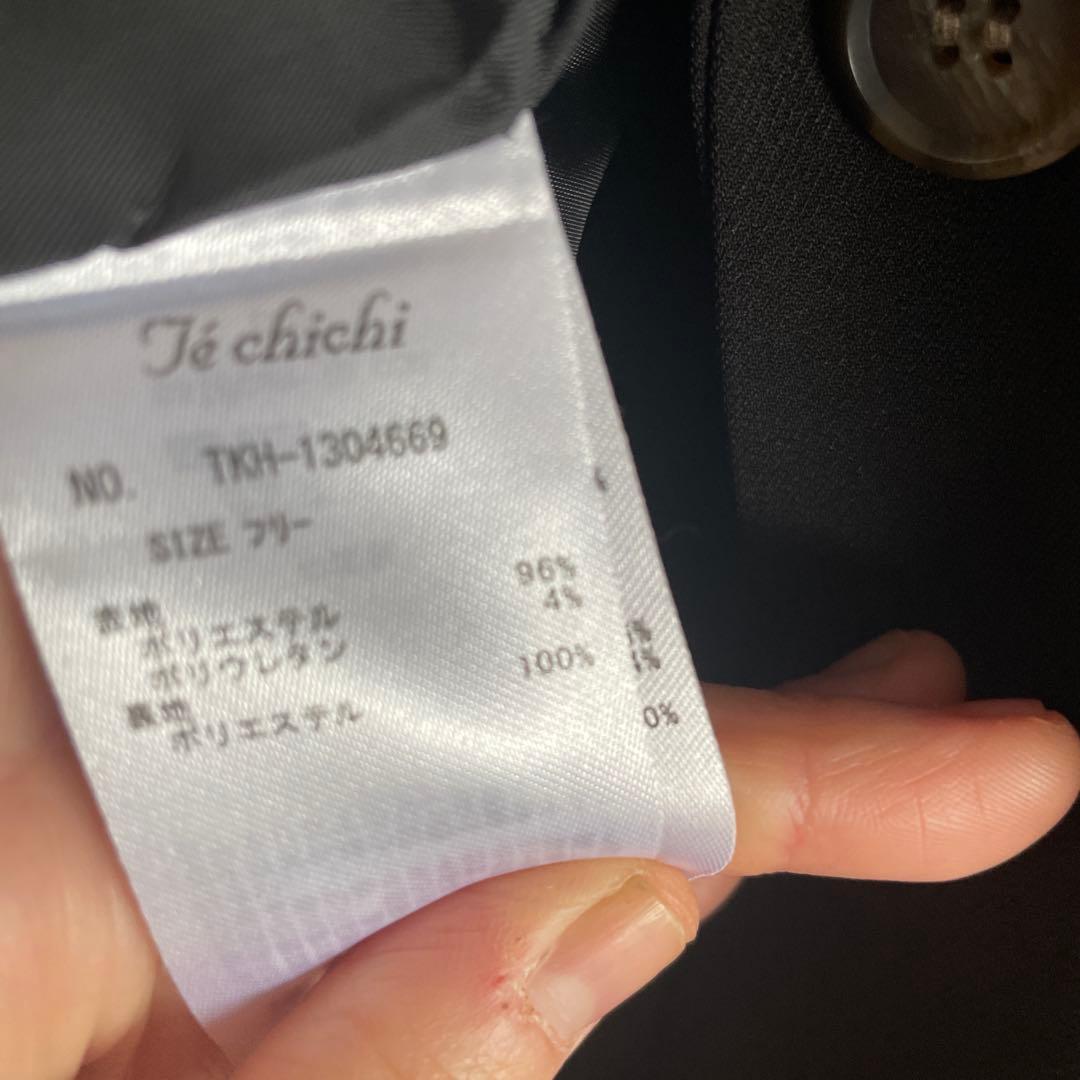 Té chichi
NO. TKH-1304669
SIZE フリー
表地
ポリエステル 96%
ポリウレタン 4%
裏地
ポリエステル 100%
%
%
0%